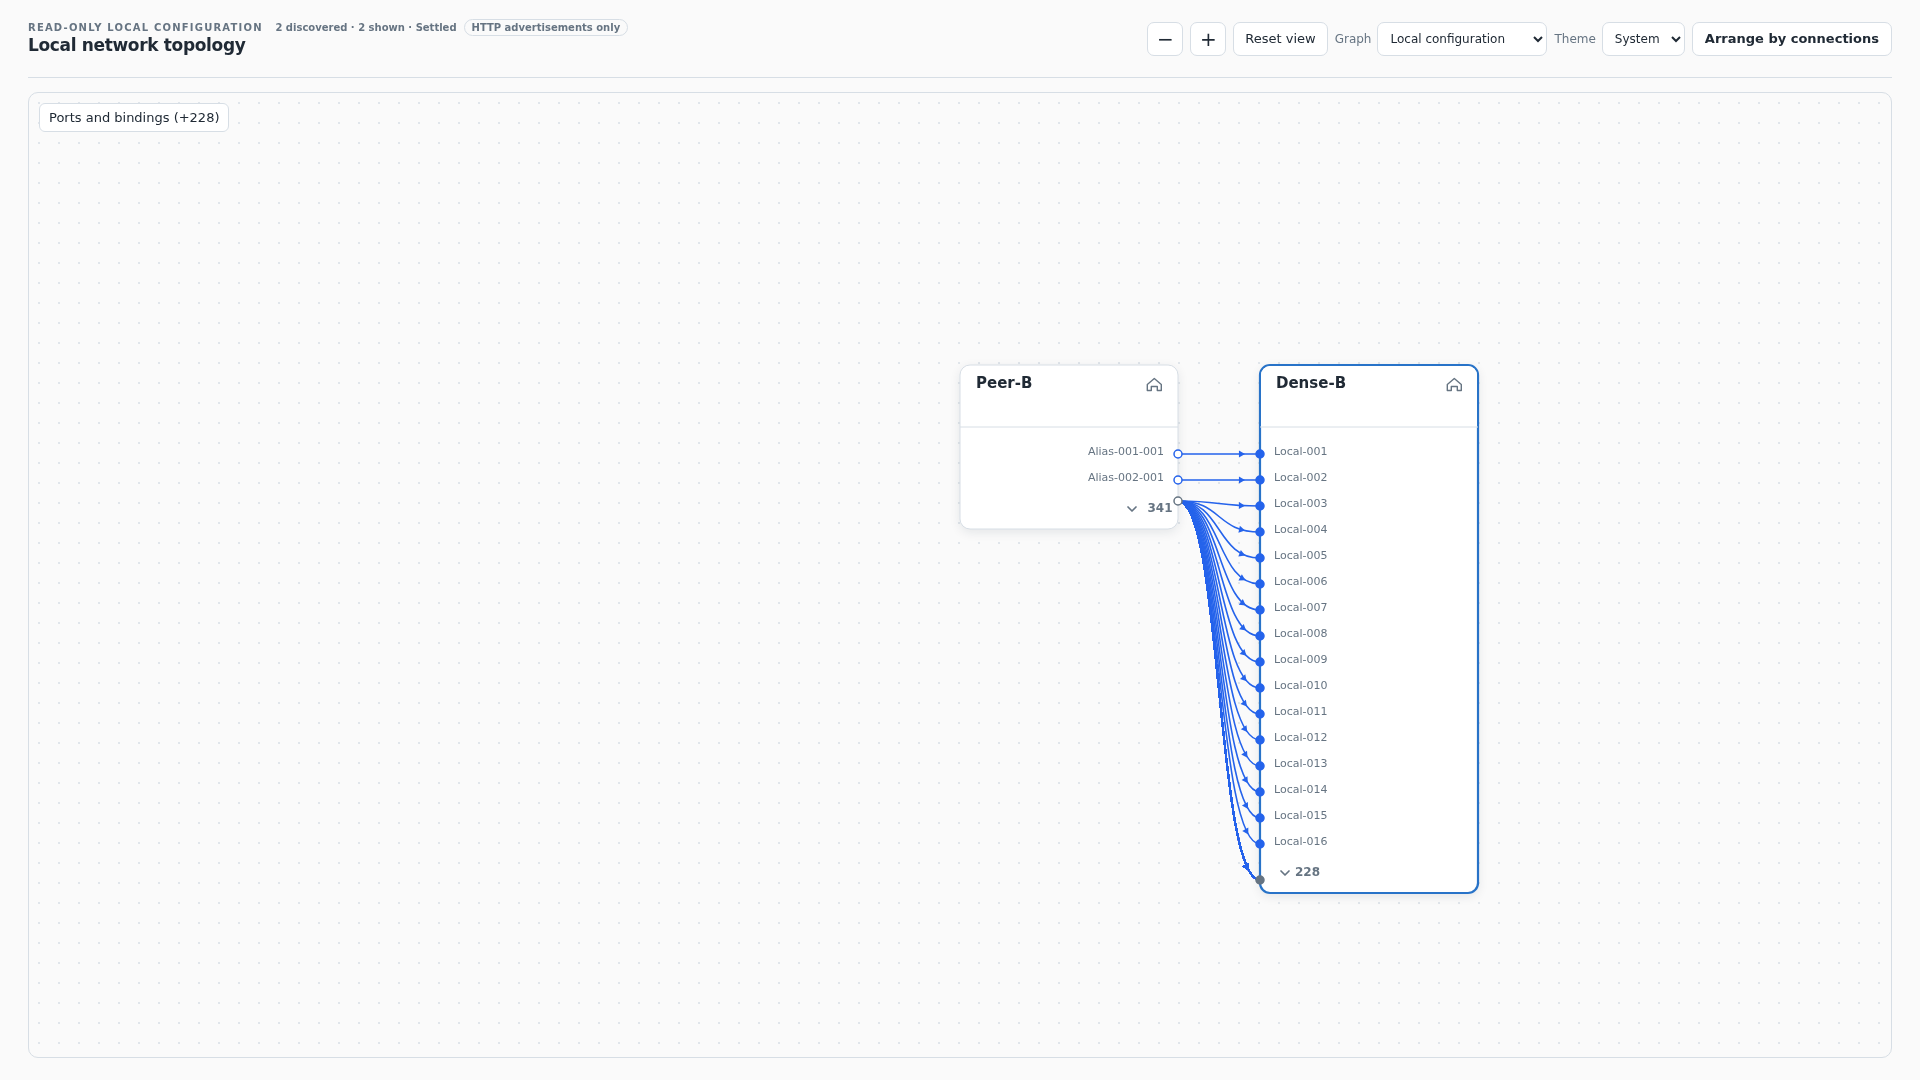 READ-ONLY LOCAL CONFIGURATION 2 discovered · 2 shown · Settled HTTP advertisements only
Local network topology
− + Reset view Graph Local configuration Theme System Arrange by connections
Ports and bindings (+228)
Peer-B
Alias-001-001
Alias-002-001
341
Dense-B
Local-001
Local-002
Local-003
Local-004
Local-005
Local-006
Local-007
Local-008
Local-009
Local-010
Local-011
Local-012
Local-013
Local-014
Local-015
Local-016
228